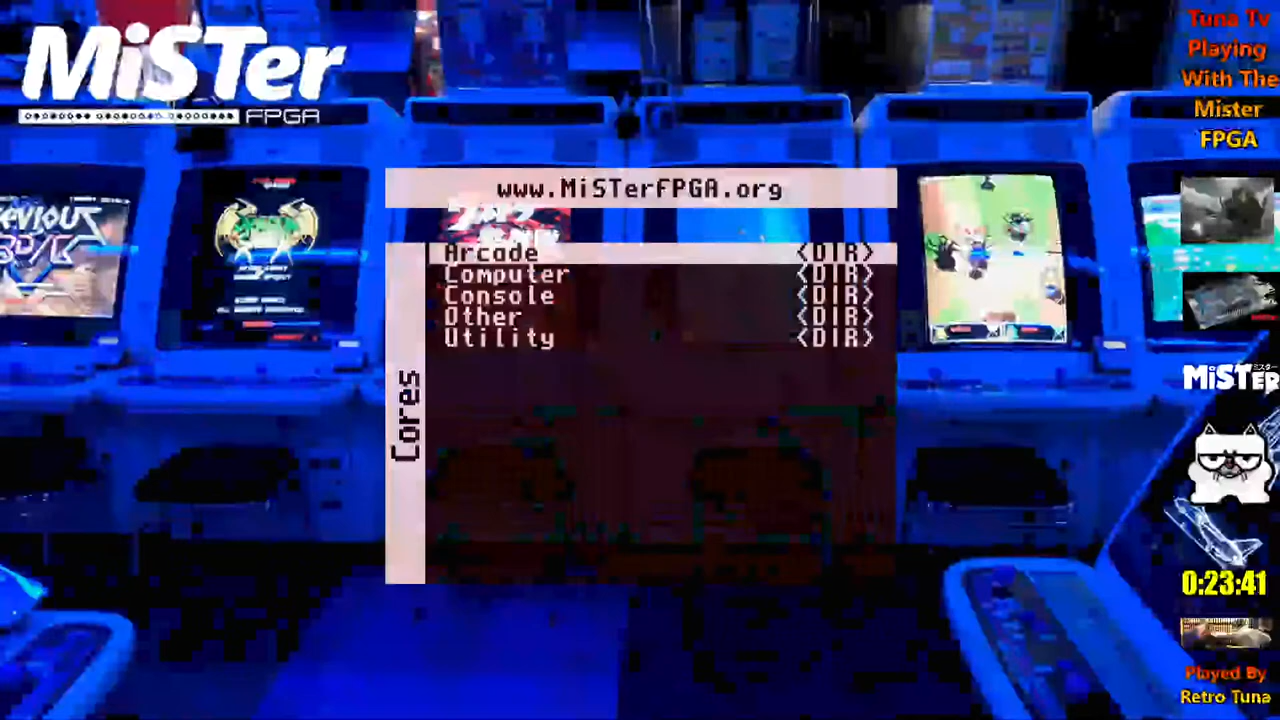 MiSTer
FPGA
Tuna Tv
Playing
With The
Mister
FPGA
www.MiSTerFPGA.org
Arcade <DIR>
Computer <DIR>
Console <DIR>
Other <DIR>
Utility <DIR>
Cores
MiSTER
0:23:41
Played By
Retro Tuna